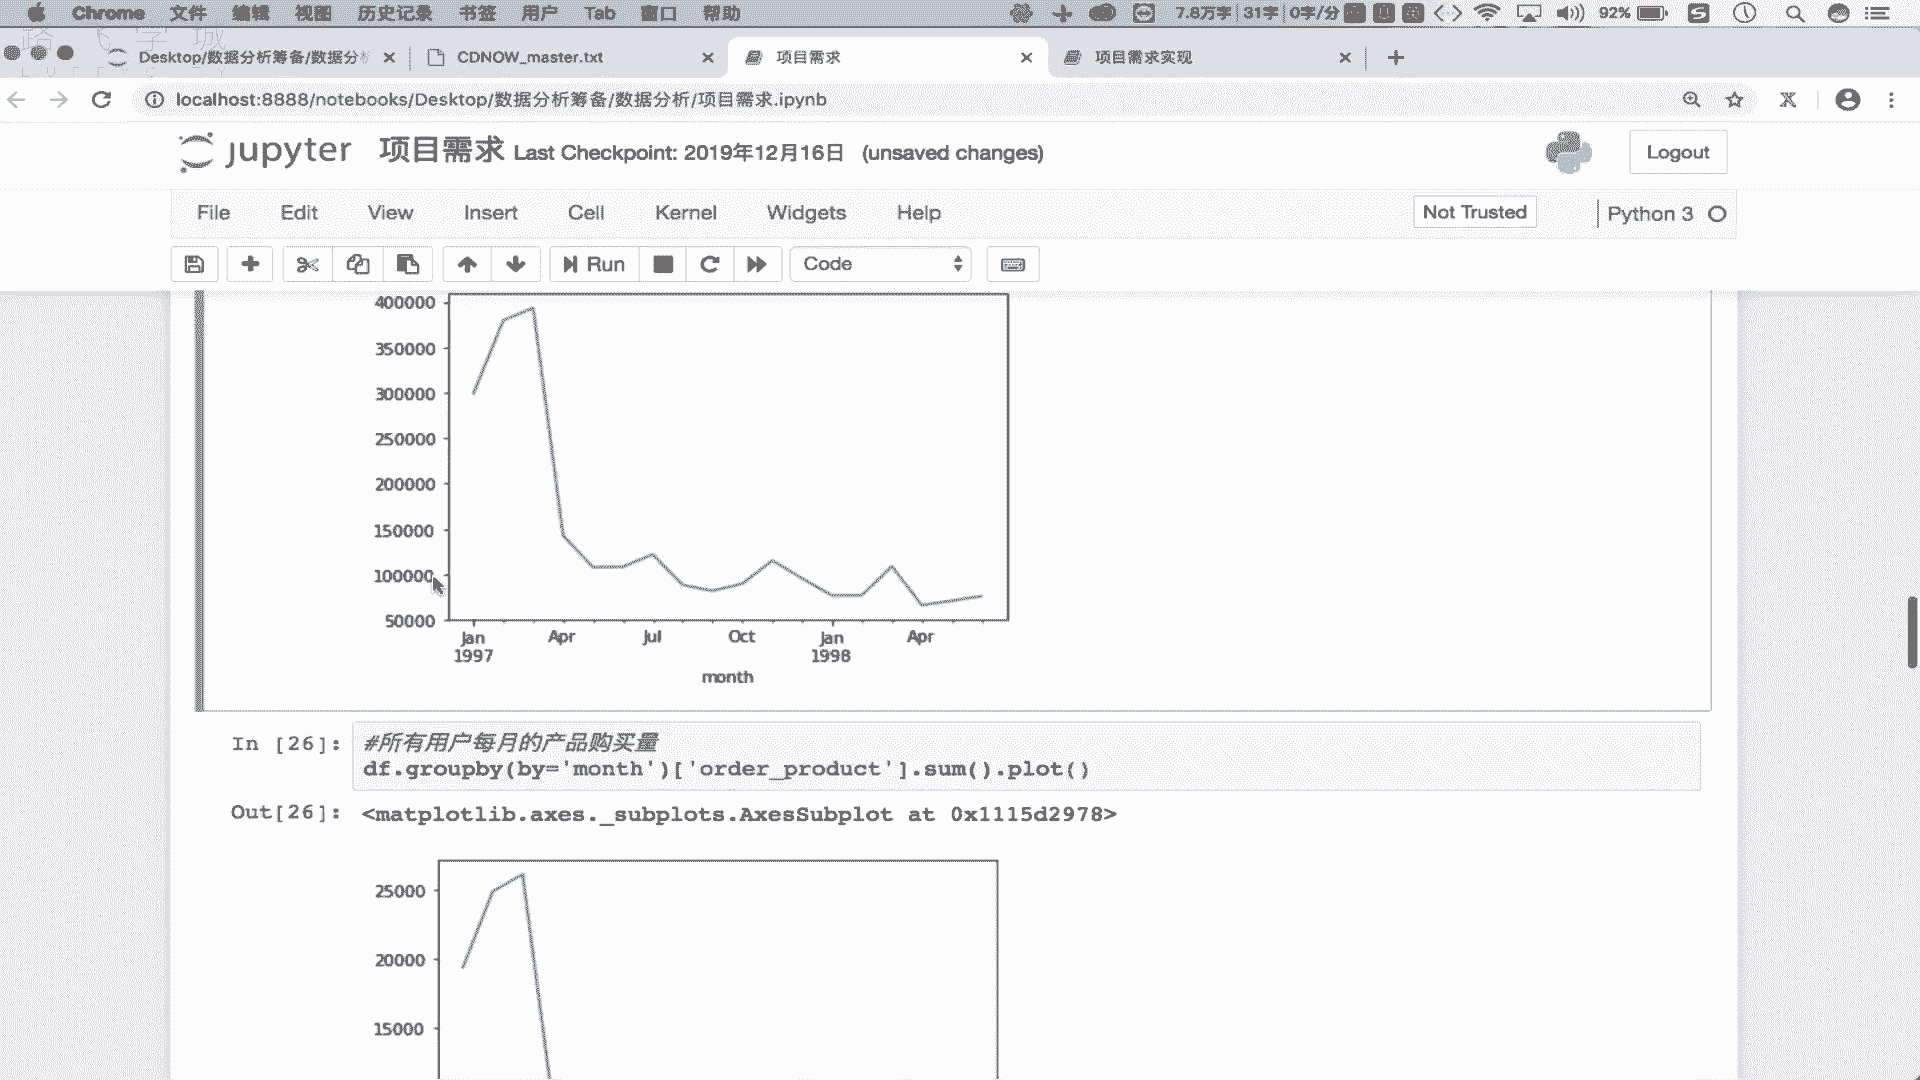 Chrome 文件 编辑 视图 历史记录 书签 用户 Tab 窗口 帮助 7.8万字 31字 0字/分 92%
Desktop/数据分析筹备/数据分 CDNOW_master.txt 项目需求 项目需求实现
localhost:8888/notebooks/Desktop/数据分析筹备/数据分析/项目需求.ipynb
jupyter 项目需求 Last Checkpoint: 2019年12月16日 (unsaved changes) Logout
File Edit View Insert Cell Kernel Widgets Help Not Trusted Python 3
Run Code
400000
350000
300000
250000
200000
150000
100000
50000
Jan Apr Jul Oct Jan Apr
1997 1998
month
In [26]: #所有用户每月的产品购买量
df.groupby(by='month')['order_product'].sum().plot()
Out[26]: <matplotlib.axes._subplots.AxesSubplot at 0x1115d2978>
25000
20000
15000